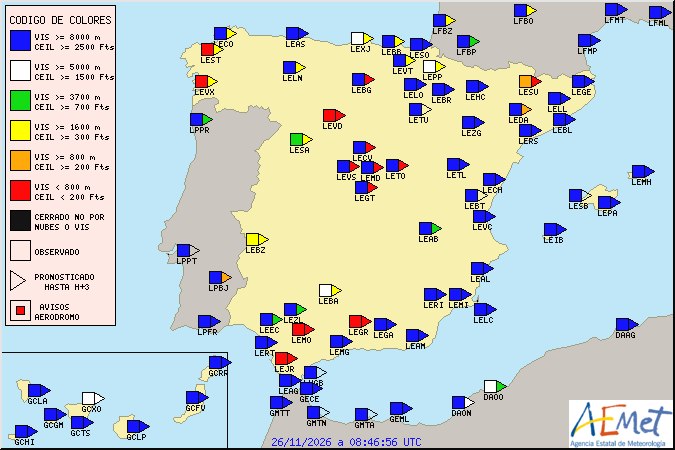 CODIGO DE COLORES
VIS >= 8000 m
CEIL >= 2500 Fts
VIS >= 5000 m
CEIL >= 1500 Fts
VIS >= 3700 m
CEIL >= 700 Fts
VIS >= 1600 m
CEIL >= 300 Fts
VIS >= 800 m
CEIL >= 200 Fts
VIS < 800 m
CEIL < 200 Fts
CERRADO NO POR
NUBES O VIS
OBSERVADO
PRONOSTICADO
HASTA H+3
AVISOS
AERODROMO
LFBO
LFMT
LFML
LFBZ
LECO
LEAS
LEXJ
LEBB
LESO
LFBP
LFMP
LEST
LEVT
LEPP
LELN
LEVX
LEBG
LELO
LEBR
LEHC
LESU
LEGE
LELL
LPPR
LEVD
LETU
LEZG
LEDA
LEBL
LERS
LESA
LECV
LEVS
LEMD
LETO
LETL
LEMH
LEGT
LECH
LEBT
LESB
LEPA
LEVC
LEAB
LEIB
LEBZ
LPPT
LPBJ
LEAL
LEBA
LERI
LEMI
LELC
LPFR
LEEC
LEZL
LEMO
LEGR
LEGA
LEAM
DAAG
LERT
LEMG
LEJR
GCRR
LEAG
LXGB
GECE
DAOO
GCLA
GCXO
GCFV
GMTT
GMTN
GMTA
GEML
DAON
GCGM
GCTS
GCLP
GCHI
26/11/2026 a 08:46:56 UTC
AEMet
Agencia Estatal de Meteorología